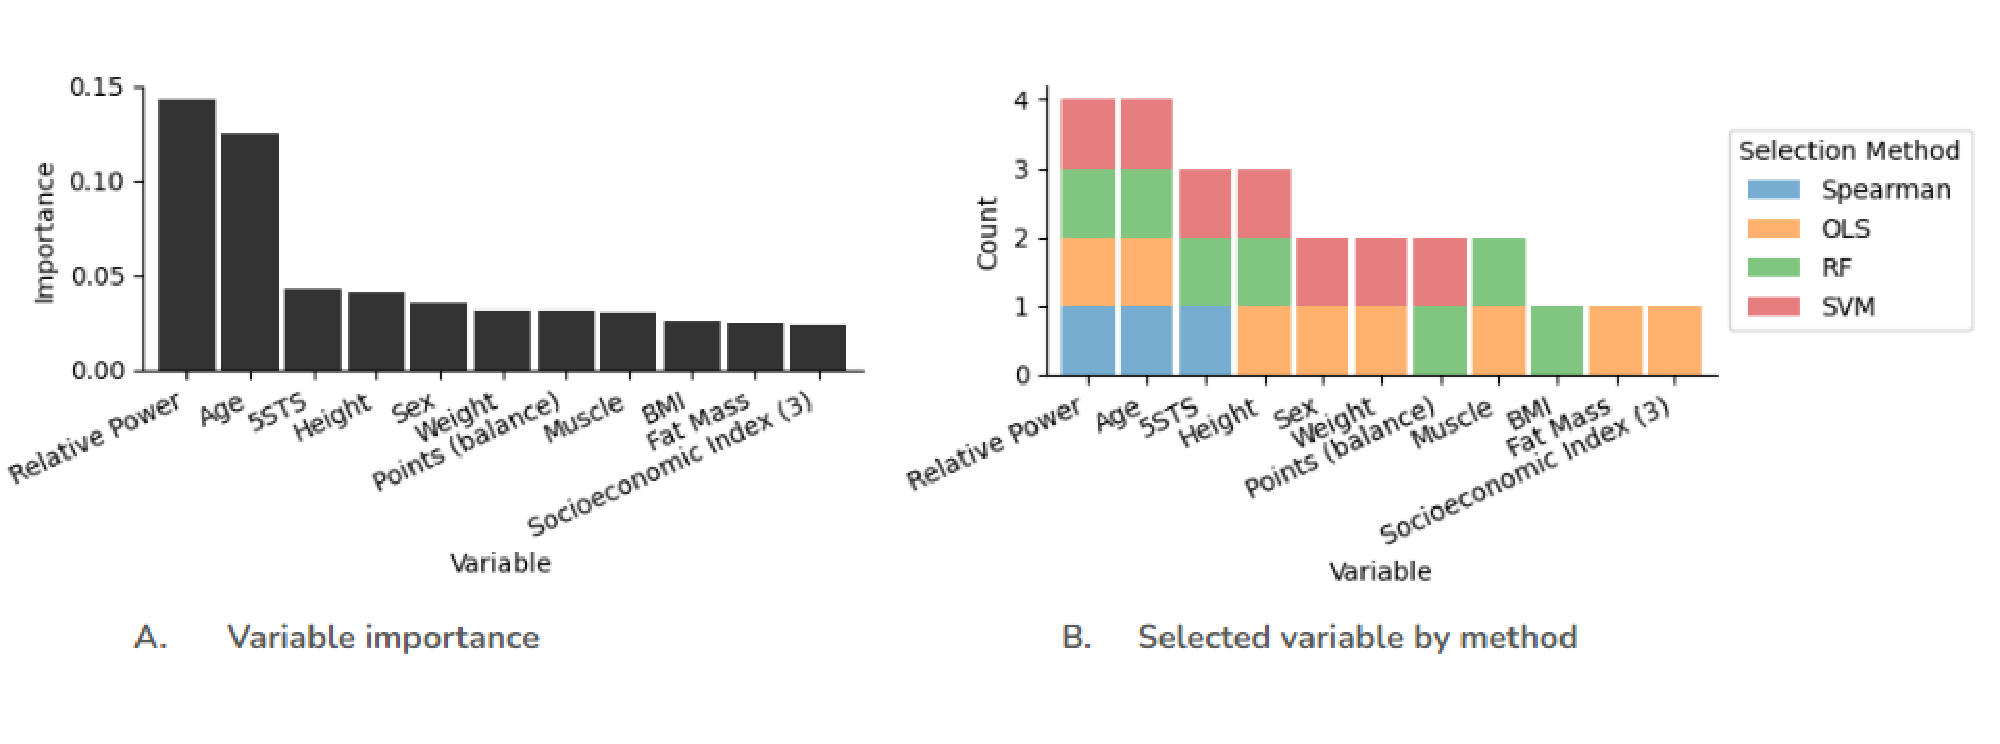 0.15
0.10
0.05
0.00
Importance
Relative Power
Age
5STS
Height
Sex
Weight
Points (balance)
Muscle
BMI
Fat Mass
Socioeconomic Index (3)
Variable
A. Variable importance
4
3
2
1
0
Count
Relative Power
Age
5STS
Height
Sex
Weight
Points (balance)
Muscle
BMI
Fat Mass
Socioeconomic Index (3)
Variable
Selection Method
Spearman
OLS
RF
SVM
B. Selected variable by method